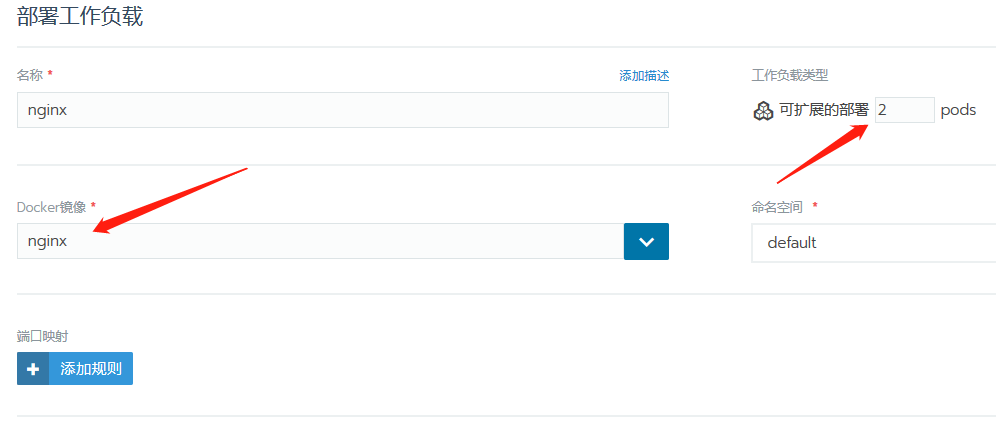 部署工作负载
名称 *
添加描述
工作负载类型
nginx
可扩展的部署 2 pods
Docker镜像 *
命名空间 *
nginx
default
端口映射
添加规则